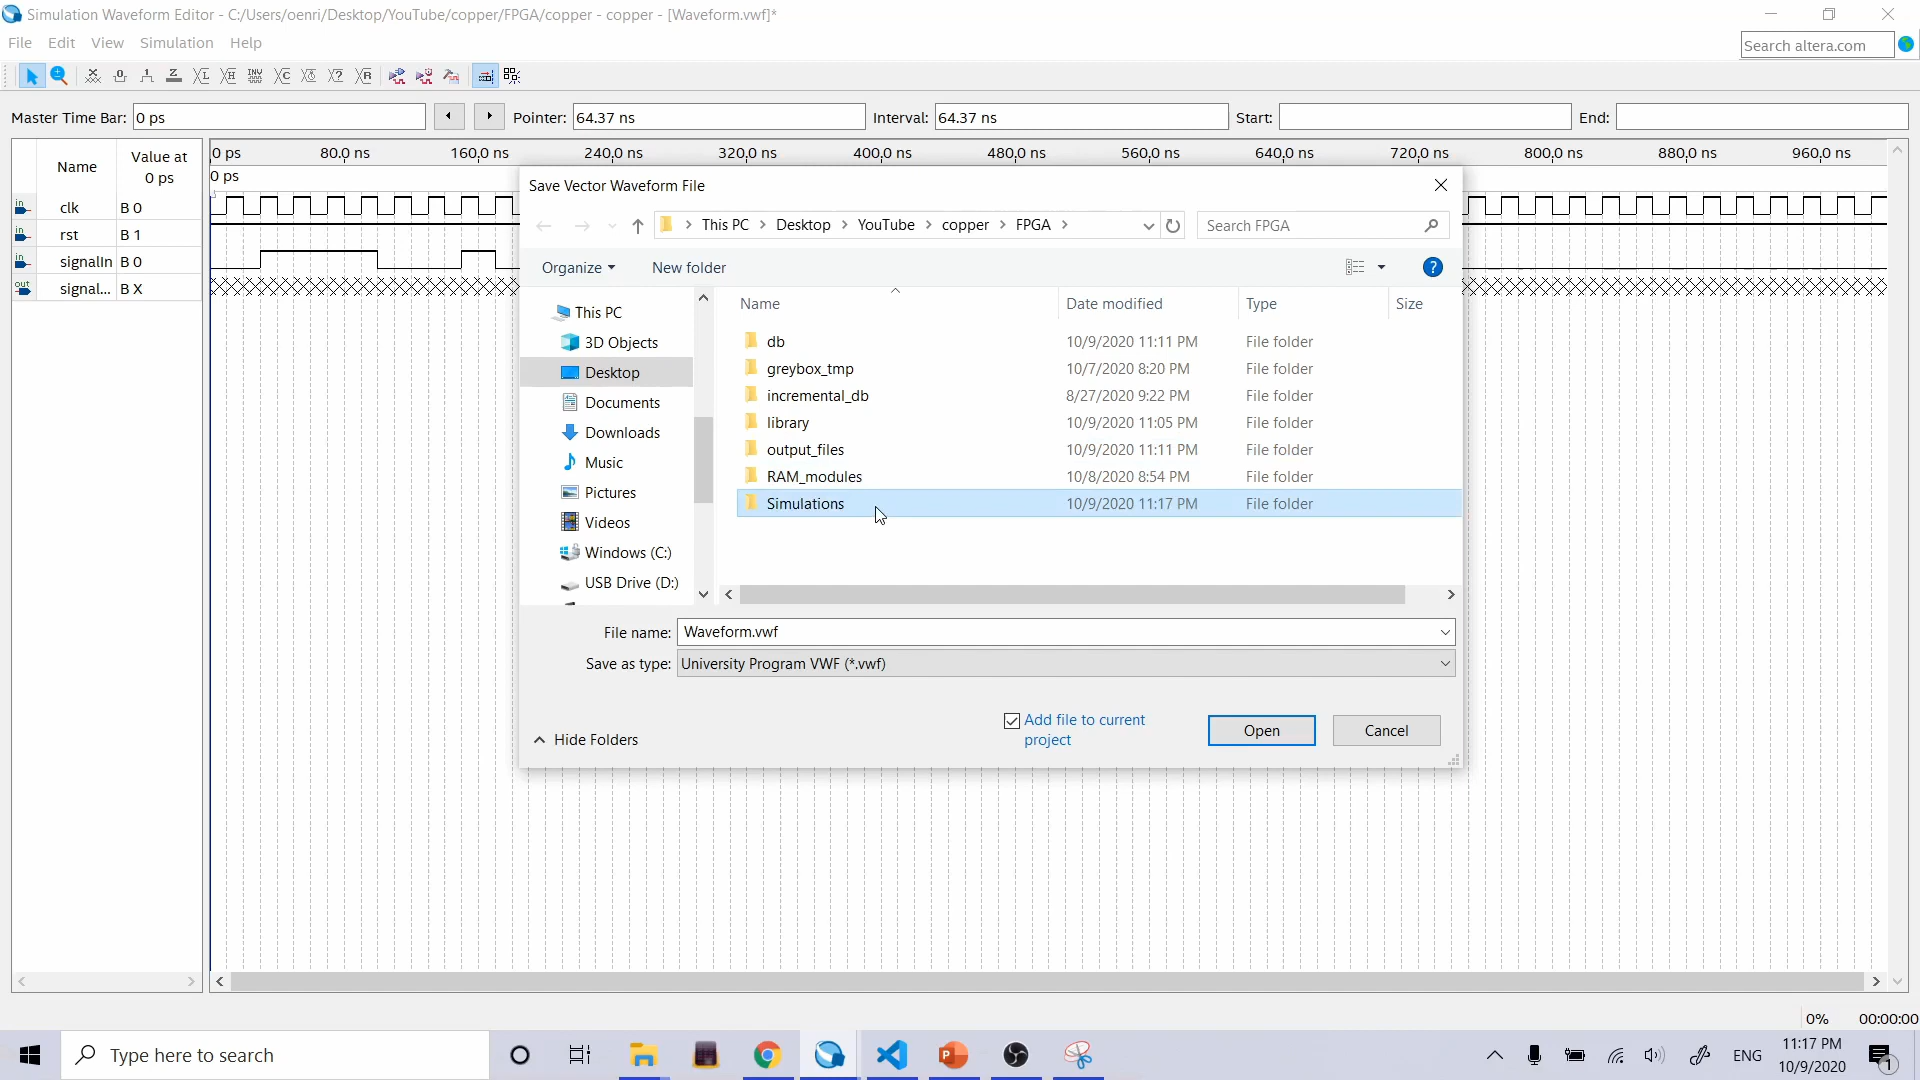 Simulation Waveform Editor - C:/Users/oenri/Desktop/YouTube/copper/FPGA/copper - copper - [Waveform.vwf]*
File Edit View Simulation Help
Search altera.com
Master Time Bar: 0 ps Pointer: 64.37 ns Interval: 64.37 ns Start: End:
Name
Value at
0 ps
0 ps 80.0 ns 160.0 ns 240.0 ns 320.0 ns 400.0 ns 480.0 ns 560.0 ns 640.0 ns 720.0 ns 800.0 ns 880.0 ns 960.0 ns
0 ps
in clk B 0
in rst B 1
in signalIn B 0
out signal... B X
Save Vector Waveform File
This PC Desktop YouTube copper FPGA
Search FPGA
Organize New folder
This PC
3D Objects
Desktop
Documents
Downloads
Music
Pictures
Videos
Windows (C:)
USB Drive (D:)
Name Date modified Type Size
db 10/9/2020 11:11 PM File folder
greybox_tmp 10/7/2020 8:20 PM File folder
incremental_db 8/27/2020 9:22 PM File folder
library 10/9/2020 11:05 PM File folder
output_files 10/9/2020 11:11 PM File folder
RAM_modules 10/8/2020 8:54 PM File folder
Simulations 10/9/2020 11:17 PM File folder
File name: Waveform.vwf
Save as type: University Program VWF (*.vwf)
Hide Folders
Add file to current
project
Open Cancel
0% 00:00:00
Type here to search
ENG
11:17 PM
10/9/2020
1